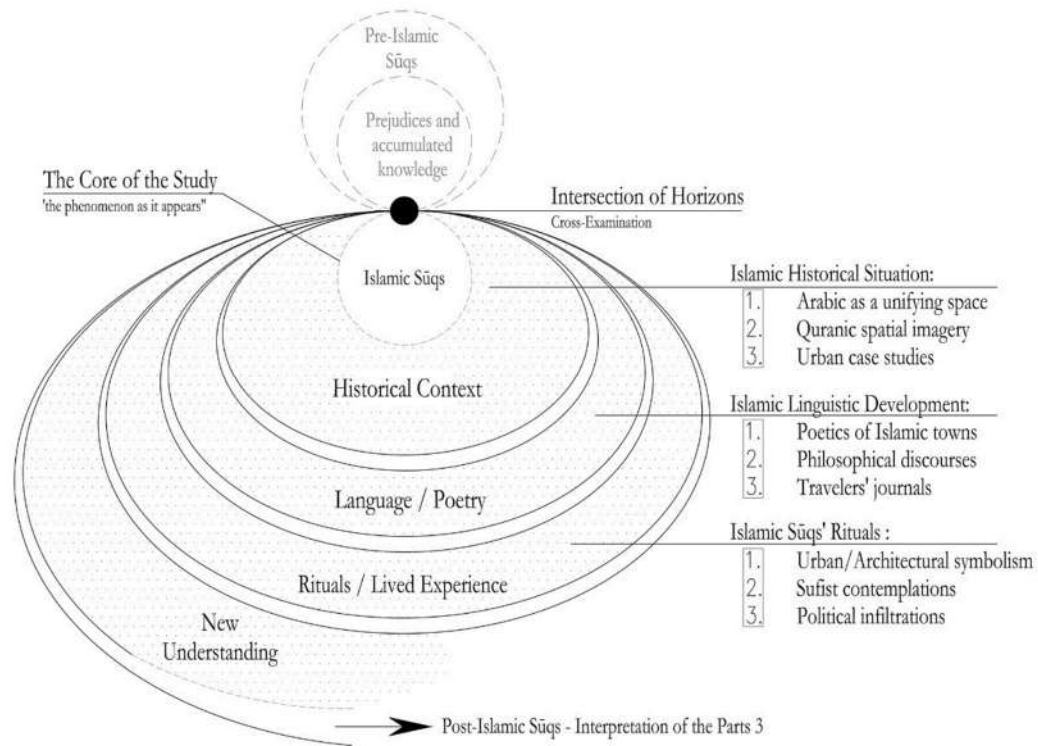 Pre-Islamic
Sūqs
Prejudices and
accumulated
knowledge
The Core of the Study
'the phenomenon as it appears"
Intersection of Horizons
Cross-Examination
Islamic Sūqs
Islamic Historical Situation:
1. Arabic as a unifying space
2. Quranic spatial imagery
3. Urban case studies
Historical Context
Islamic Linguistic Development:
1. Poetics of Islamic towns
2. Philosophical discourses
3. Travelers' journals
Language / Poetry
Islamic Sūqs' Rituals :
1. Urban/Architectural symbolism
2. Sufist contemplations
3. Political infiltrations
Rituals / Lived Experience
New
Understanding
Post-Islamic Sūqs - Interpretation of the Parts 3